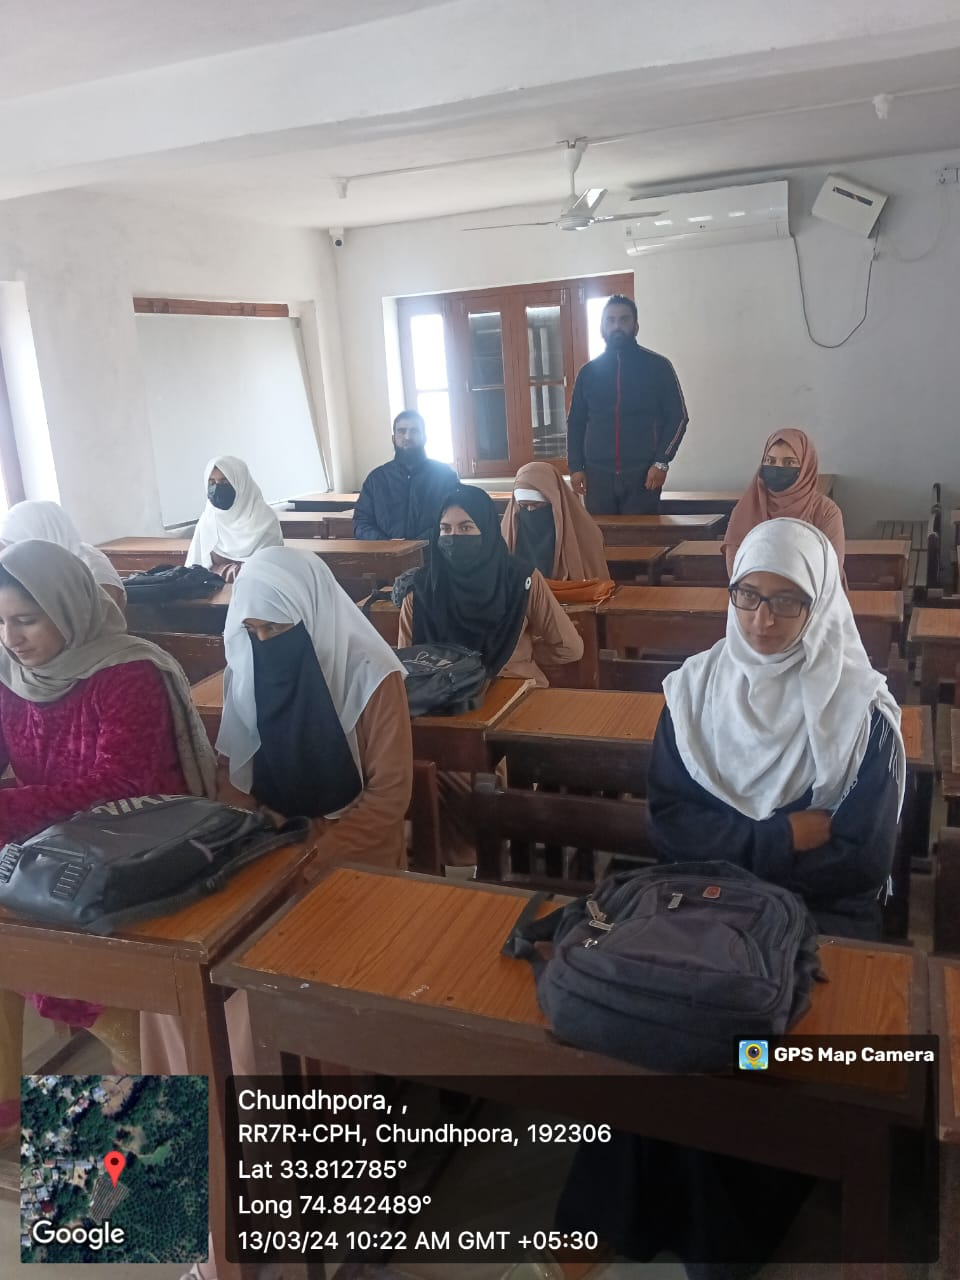 NIKE
GPS Map Camera
Chundhpora, ,
RR7R+CPH, Chundhpora, 192306
Lat 33.812785°
Long 74.842489°
13/03/24 10:22 AM GMT +05:30
Google